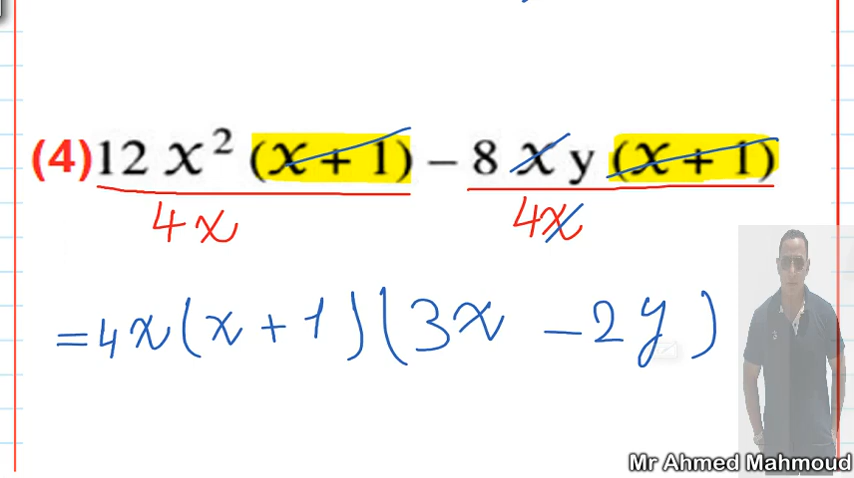 (4) 12 x² (x + 1) – 8 x y (x + 1)
4x 4x
= 4x (x + 1) (3x – 2y)
Mr Ahmed Mahmoud